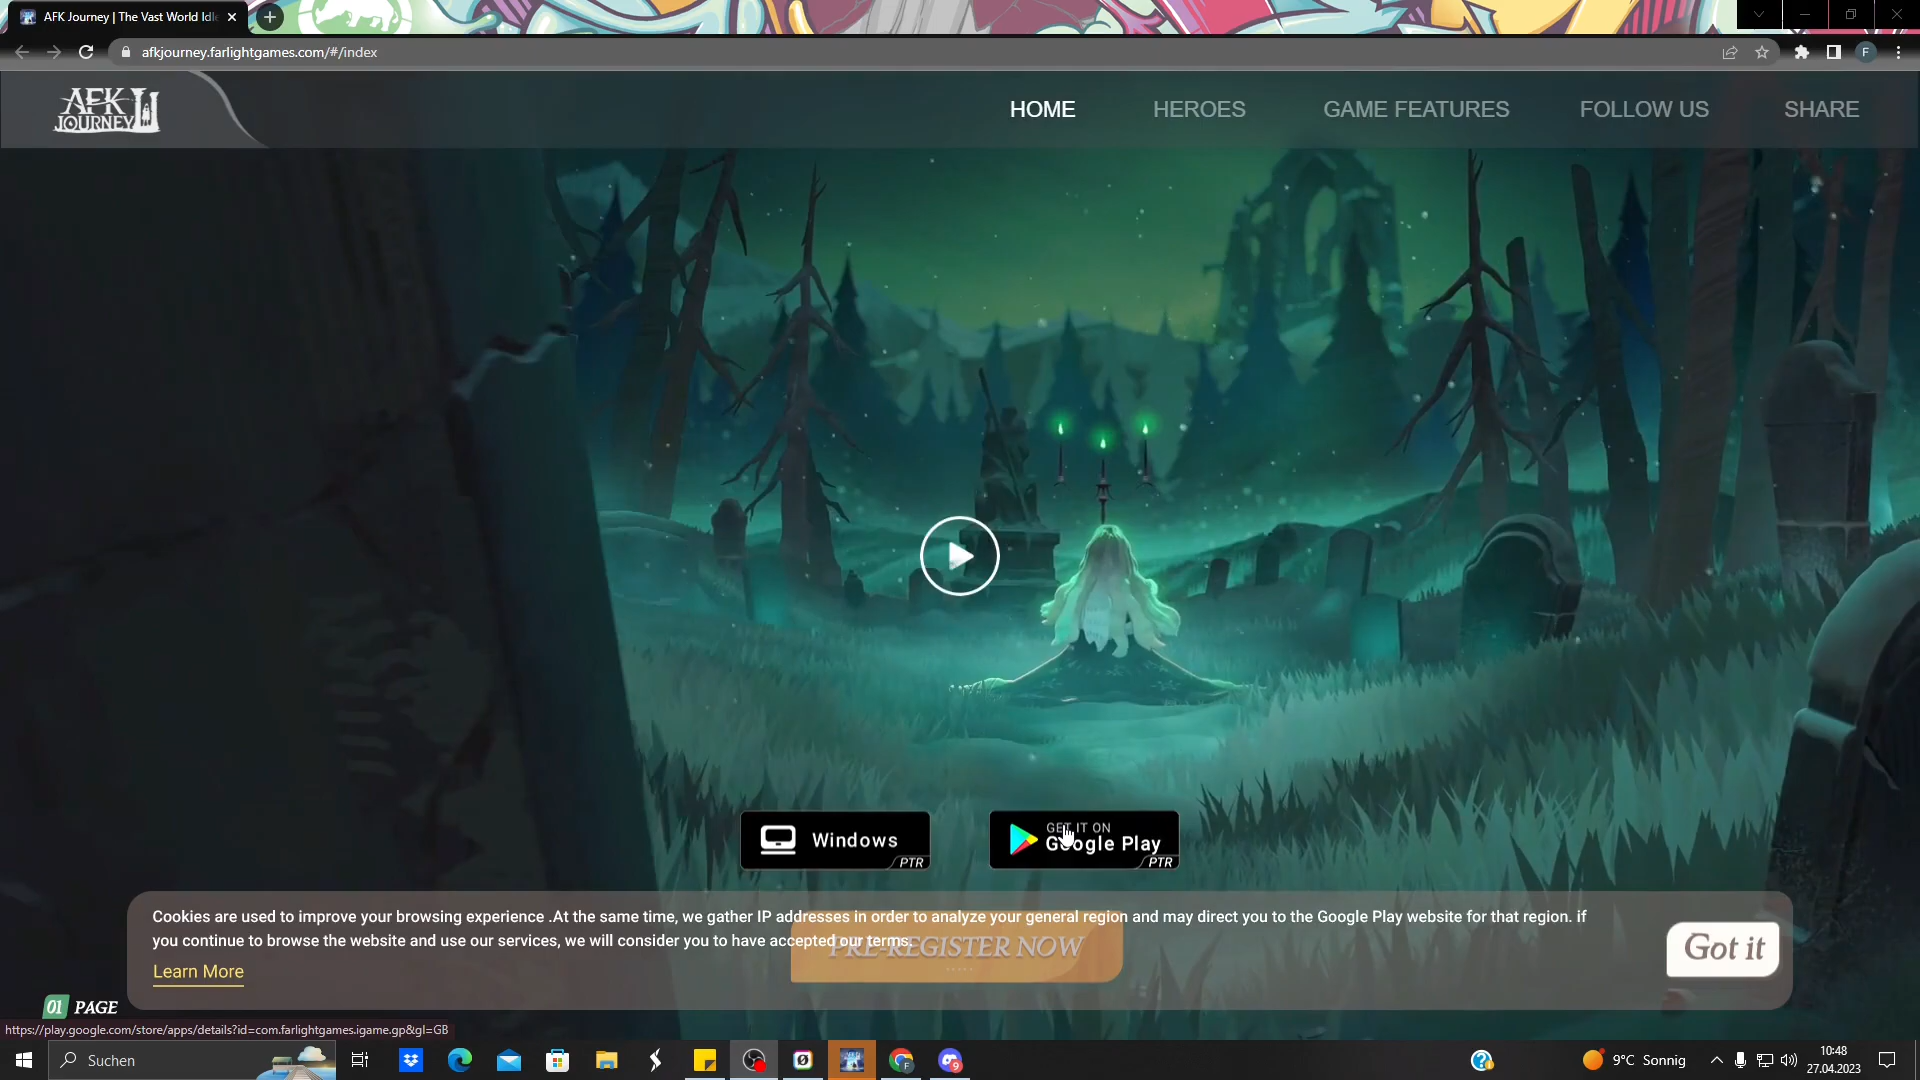 AFK Journey | The Vast World Idle
afkjourney.farlightgames.com/#/index
F
AFK
JOURNEY
HOME
HEROES
GAME FEATURES
FOLLOW US
SHARE
Windows
PTR
GET IT ON
Google Play
PTR
Cookies are used to improve your browsing experience .At the same time, we gather IP addresses in order to analyze your general region and may direct you to the Google Play website for that region. if
you continue to browse the website and use our services, we will consider you to have accepted our terms.
PRE-REGISTER NOW
Learn More
Got it
01 PAGE
https://play.google.com/store/apps/details?id=com.farlightgames.igame.gp&gl=GB
Suchen
F
9
9°C Sonnig
10:48
27.04.2023